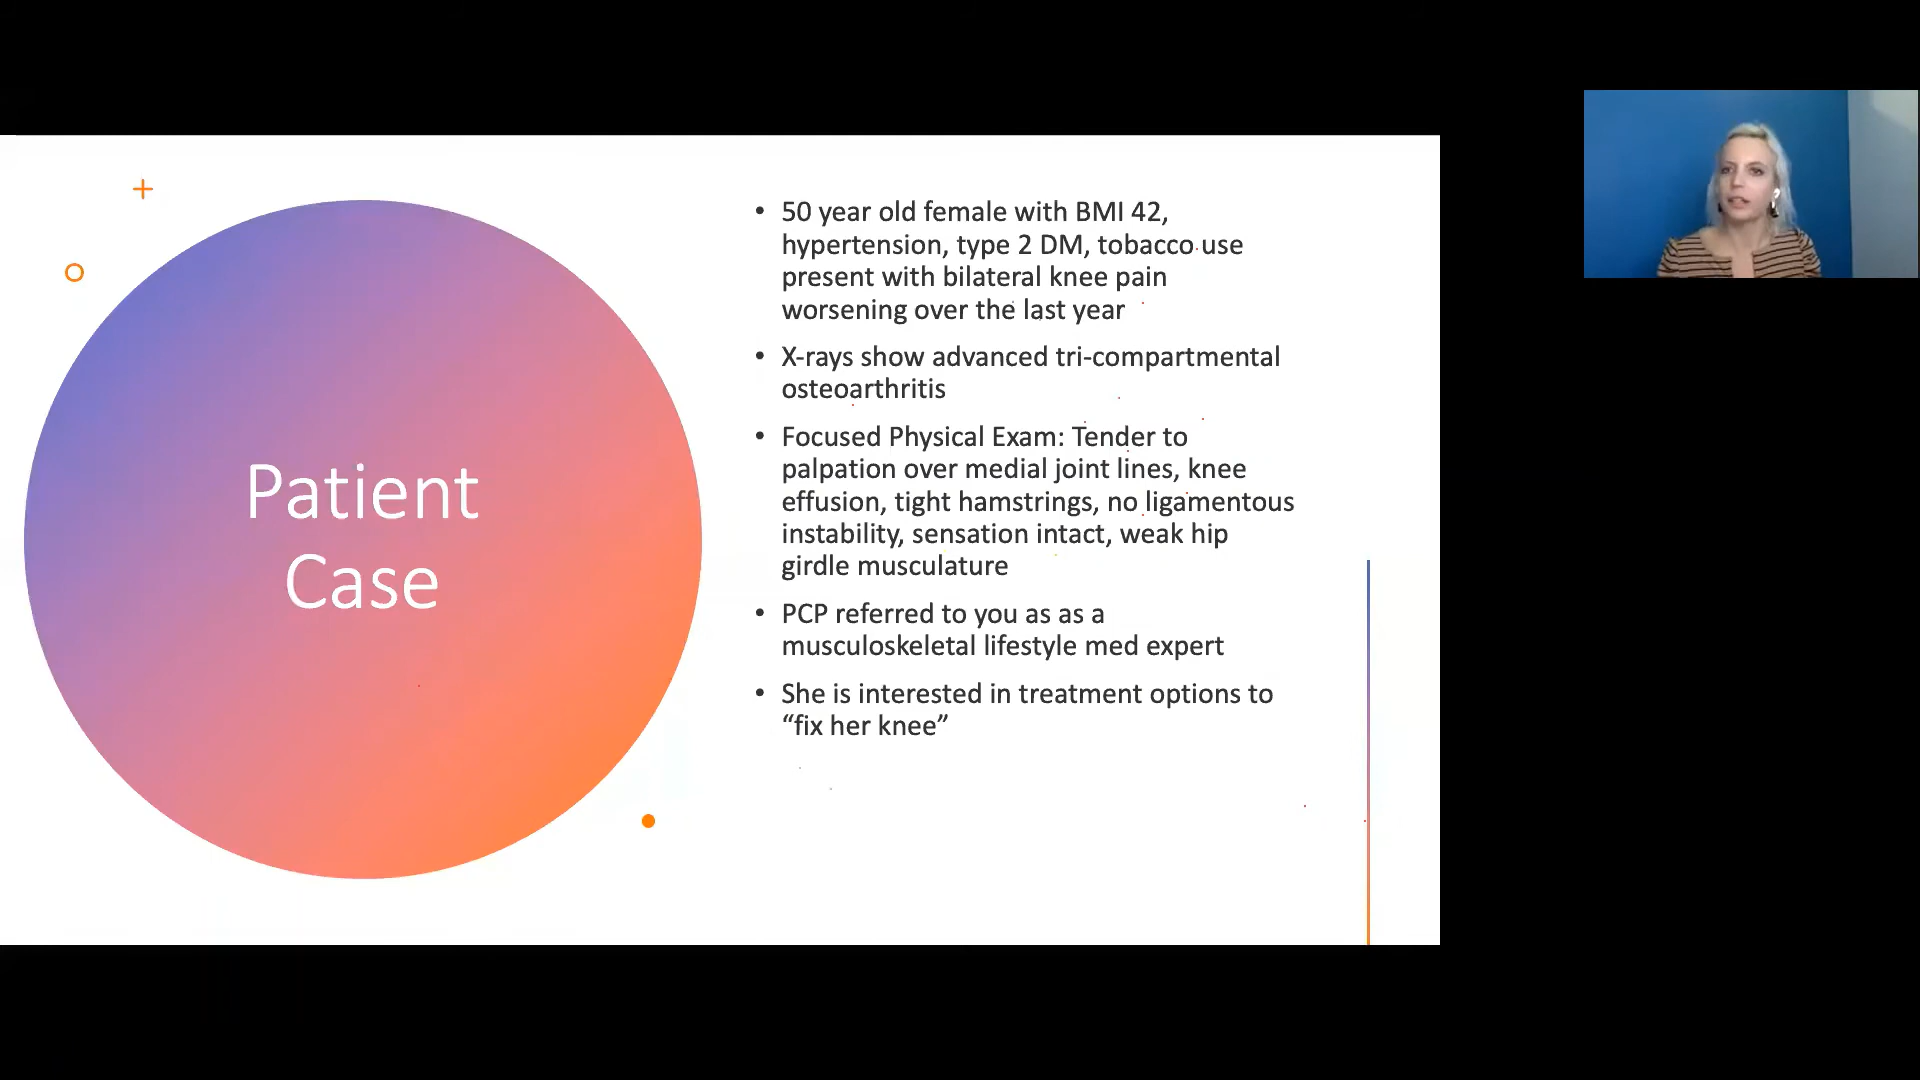 Patient
Case
• 50 year old female with BMI 42,
hypertension, type 2 DM, tobacco use
present with bilateral knee pain
worsening over the last year
• X-rays show advanced tri-compartmental
osteoarthritis
• Focused Physical Exam: Tender to
palpation over medial joint lines, knee
effusion, tight hamstrings, no ligamentous
instability, sensation intact, weak hip
girdle musculature
• PCP referred to you as as a
musculoskeletal lifestyle med expert
• She is interested in treatment options to
“fix her knee”